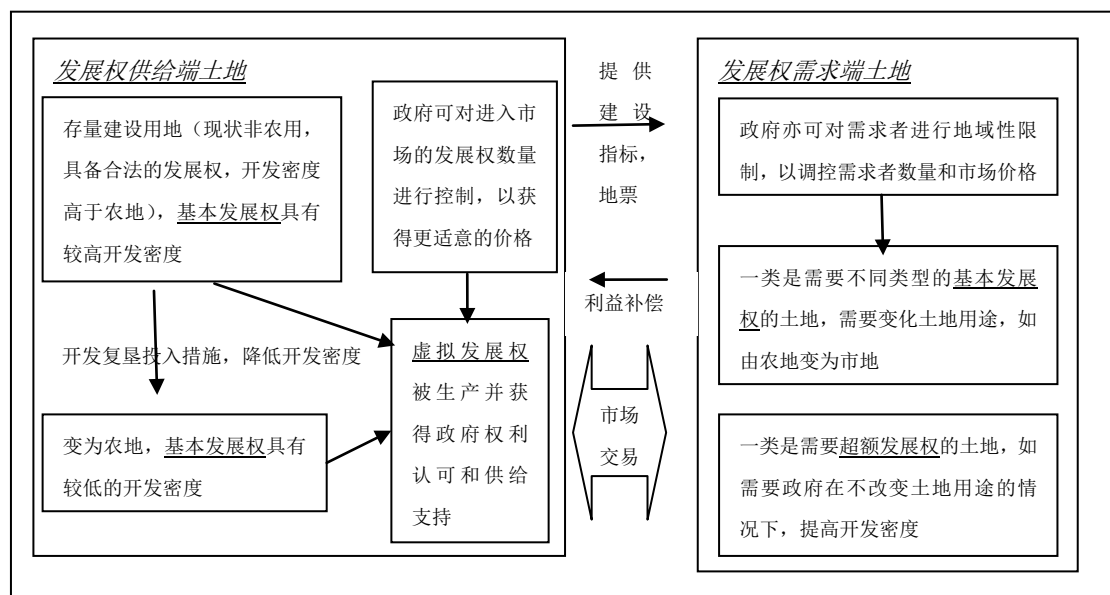 发展权供给端土地
存量建设用地（现状非农用，
具备合法的发展权，开发密度
高于农地），基本发展权具有
较高开发密度
政府可对进入市
场的发展权数量
进行控制，以获
得更适意的价格
开发复垦投入措施，降低开发密度
变为农地，基本发展权具有
较低的开发密度
虚拟发展权
被生产并获
得政府权利
认可和供给
支持
提供
建设
指标，
地票
利益补偿
市场
交易
发展权需求端土地
政府亦可对需求者进行地域性限
制，以调控需求者数量和市场价格
一类是需要不同类型的基本发展
权的土地，需要变化土地用途，如
由农地变为市地
一类是需要超额发展权的土地，如
需要政府在不改变土地用途的情
况下，提高开发密度